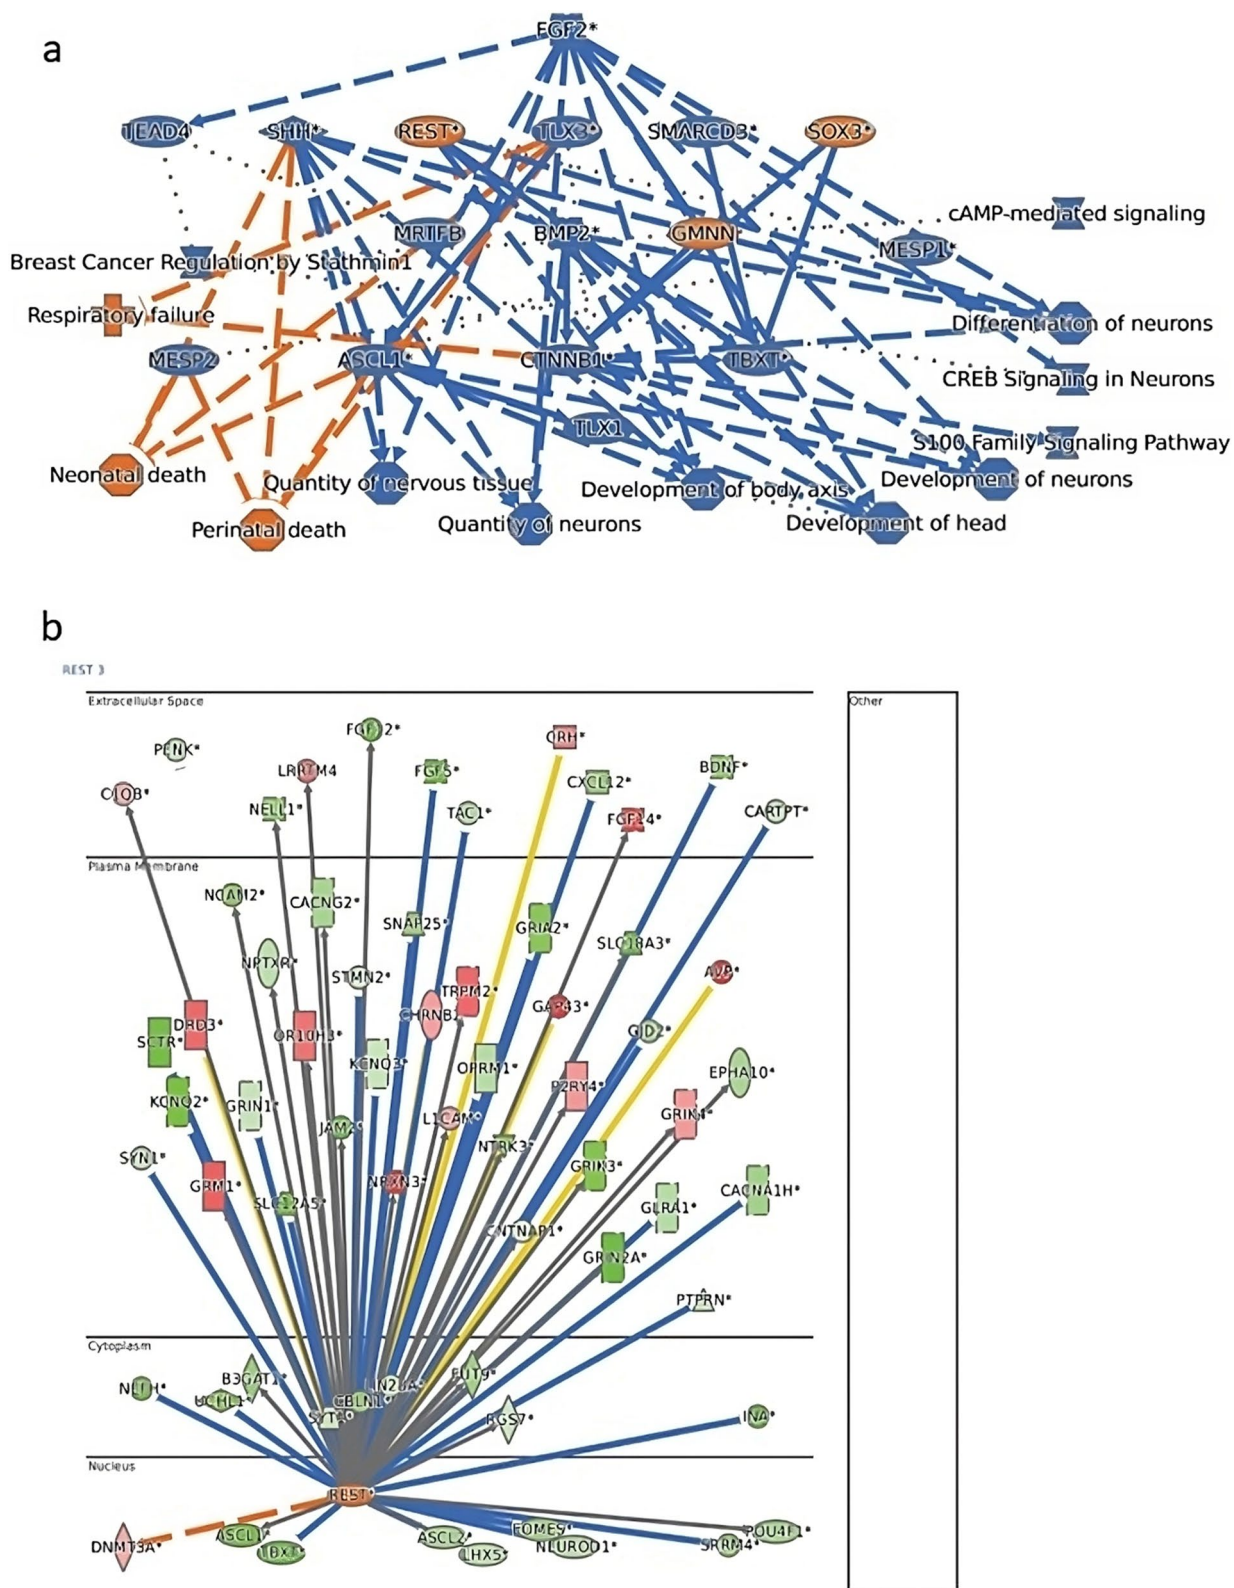 a
FGF2*
TEAD4 SHH* REST* TLX3* SMARCD3* SOX3*
cAMP-mediated signaling
MRTFB BMP2* GMNN MESP1*
Breast Cancer Regulation by Stathmin1
Respiratory failure
Differentiation of neurons
MESP2 ASCL1* CTNNB1* TBXT*
CREB Signaling in Neurons
TLX1
S100 Family Signaling Pathway
Neonatal death Quantity of nervous tissue Development of body axis Development of neurons
Perinatal death Quantity of neurons Development of head
b
REST 3
Extracellular Space Other
FGF12*
CRH*
PENK*
LRRTM4 FGF5* BDNF*
CXCL12*
C1QB*
NELL1* TAC1* FGF14* CARTPT*
Plasma Membrane
NCAM2* CACNG2*
SNAP25* GRIA2*
SLC18A3*
NPTXR* STMN2* AVP*
TRPM2*
CHRNB2 GAP43*
DRD3* OR10H3* GJD2*
SCTR*
KCNQ3* OPRM1* EPHA10*
P2RY4*
KCNQ2* GRIN1* GRIK4*
JAM2* L1CAM*
SYN1* NTRK3*
GRIK3*
GRM1* NRXN3* CACNA1H*
SLC12A5* GLRA1*
CNTNAP1*
GRIN2A*
PTPRN*
Cytoplasm
NEFH* B3GAT1* FUT9*
UCHL1* CBLN1*
RGS7* INA*
Nucleus
REST*
DNMT3A* ASCL1* ASCL2* EOMES* POU4F1*
TBXT* LHX5* NEUROD1* SRRM4*